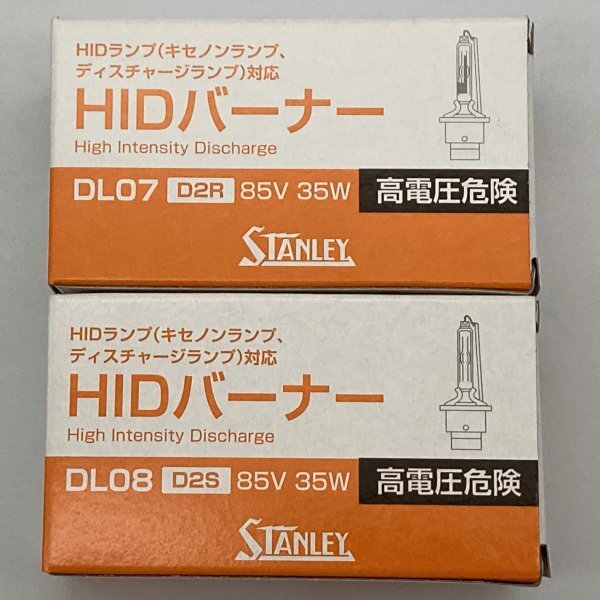 HIDランプ(キセノンランプ、
ディスチャージランプ)対応
HIDバーナー
High Intensity Discharge
DL07 D2R 85V 35W 高電圧危険
STANLEY
HIDランプ(キセノンランプ、
ディスチャージランプ)対応
HIDバーナー
High Intensity Discharge
DL08 D2S 85V 35W 高電圧危険
STANLEY